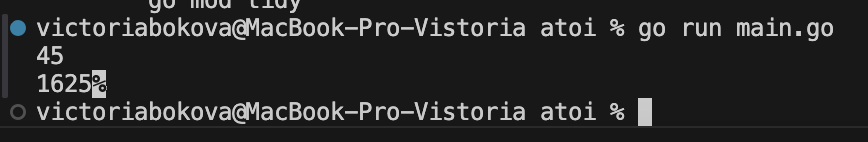 go mod tidy
victoriabokova@MacBook-Pro-Vistoria atoi % go run main.go
45
1625%
victoriabokova@MacBook-Pro-Vistoria atoi %